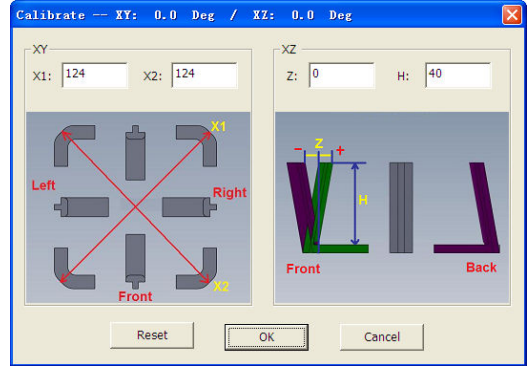 Calibrate -- XY: 0.0 Deg / XZ: 0.0 Deg
XY
X1: 124 X2: 124
X1
Left
Right
X2
Front
XZ
Z: 0 H: 40
- Z +
H
Front
Back
Reset OK Cancel